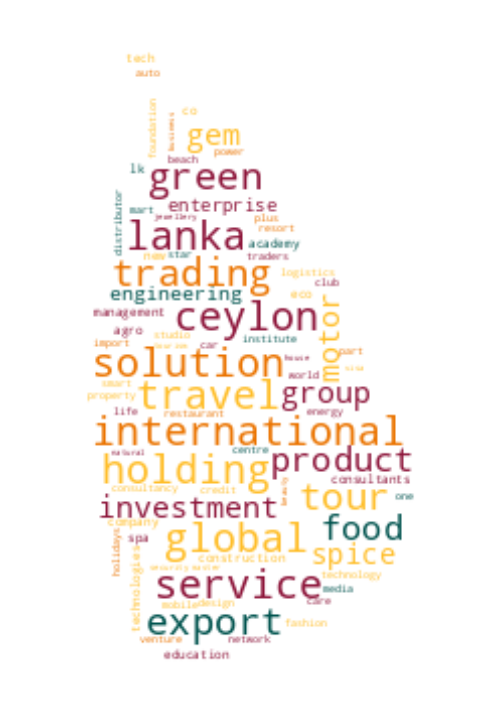 tech
auto
foundation
business
co
gem
power
beach
lk
green
distributor
enterprise
mart
jewellery
plus
resort
lanka
academy
new
star
traders
trading
logistics
club
engineering
eco
management
ceylon
motor
agro
studio
institute
import
car
part
solution
house
world
smart
property
travel
group
life
restaurant
energy
international
natural
centre
holding
product
consultants
consultancy
credit
beauty
one
investment
tour
company
food
spa
global
spice
holidays
technologies
construction
security
master
technology
service
media
care
mobile
design
export
fashion
venture
network
education